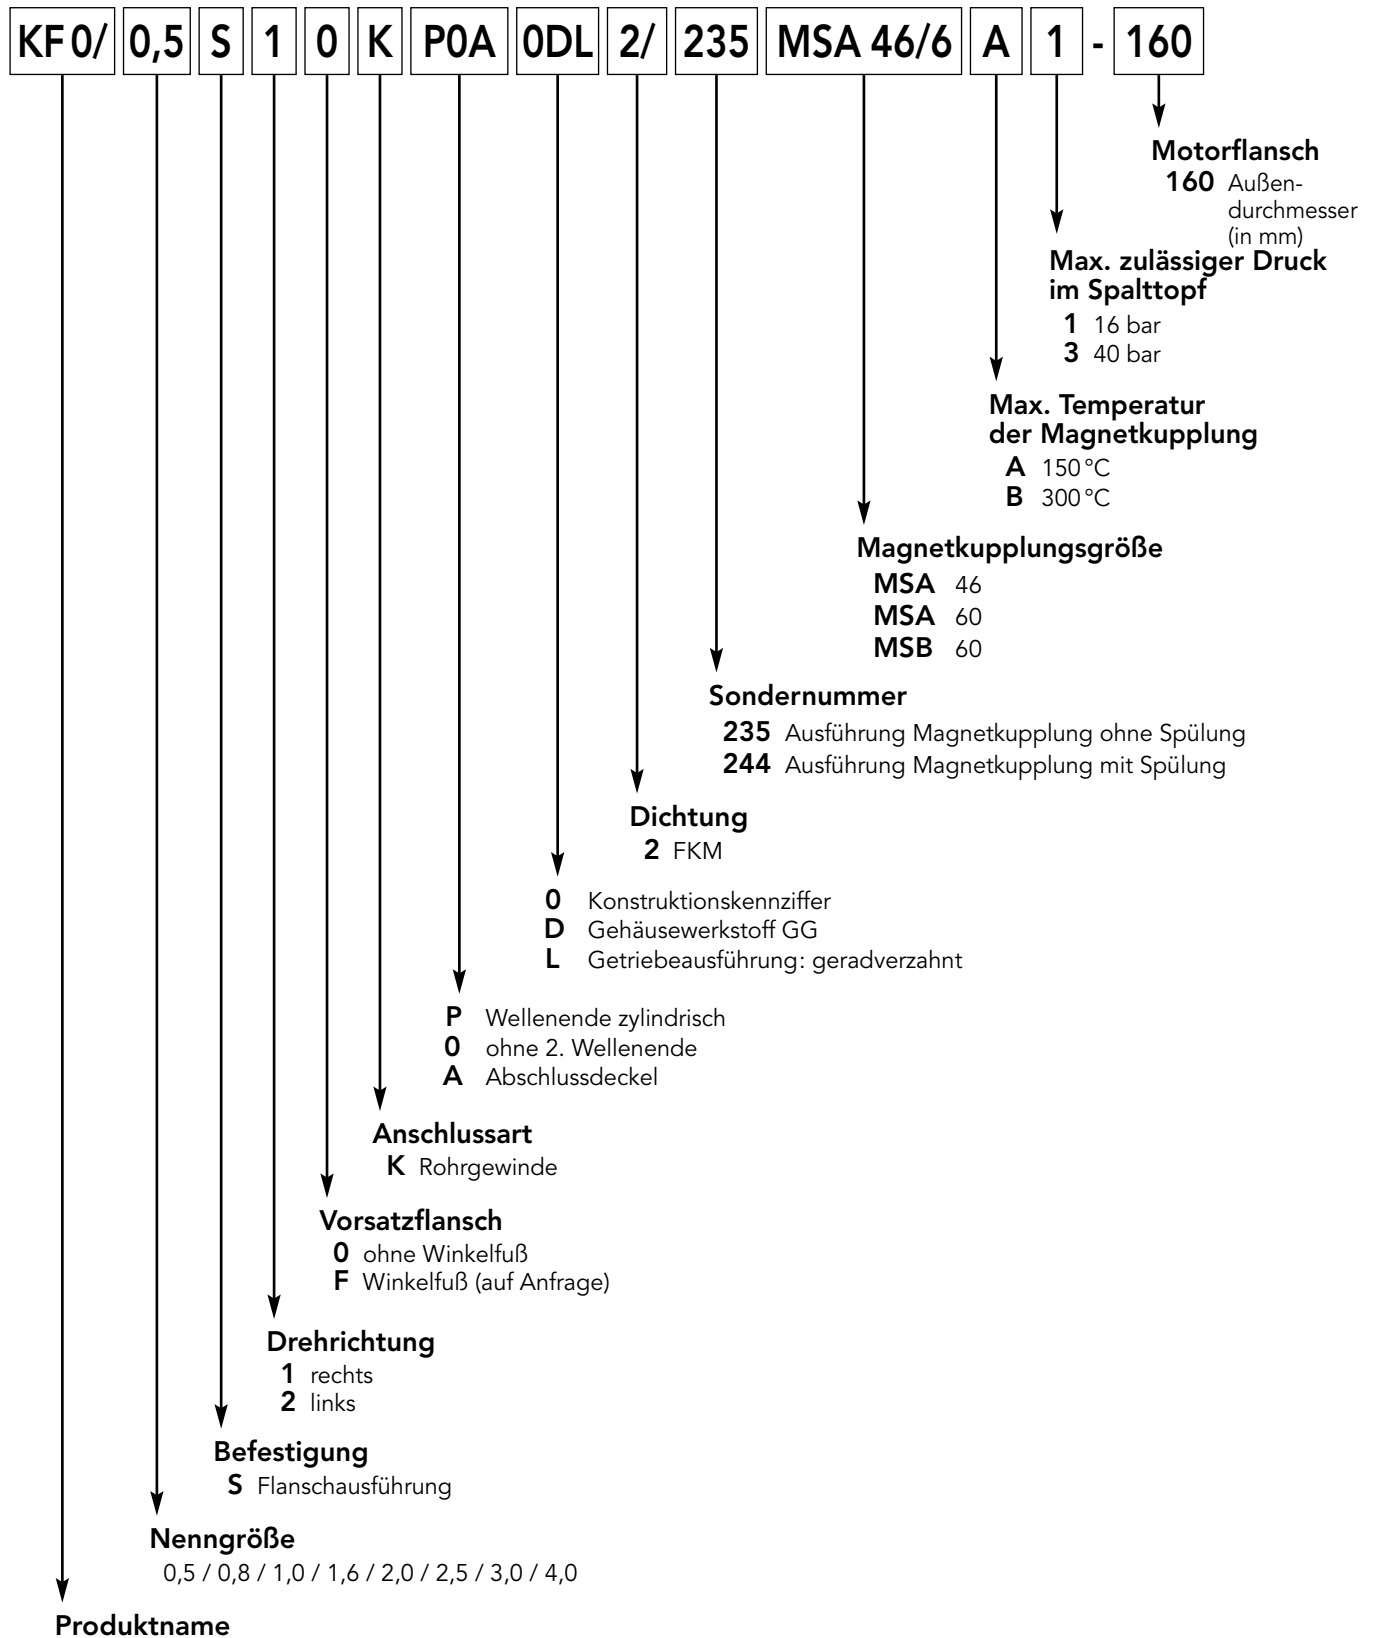 KF 0/ 0,5 S 1 0 K P0A 0DL 2/ 235 MSA 46/6 A 1 - 160
Motorflansch
160 Außen-
durchmesser
(in mm)
Max. zulässiger Druck
im Spalttopf
1 16 bar
3 40 bar
Max. Temperatur
der Magnetkupplung
A 150 °C
B 300 °C
Magnetkupplungsgröße
MSA 46
MSA 60
MSB 60
Sondernummer
235 Ausführung Magnetkupplung ohne Spülung
244 Ausführung Magnetkupplung mit Spülung
Dichtung
2 FKM
0 Konstruktionskennziffer
D Gehäusewerkstoff GG
L Getriebeausführung: geradverzahnt
P Wellenende zylindrisch
0 ohne 2. Wellenende
A Abschlussdeckel
Anschlussart
K Rohrgewinde
Vorsatzflansch
0 ohne Winkelfuß
F Winkelfuß (auf Anfrage)
Drehrichtung
1 rechts
2 links
Befestigung
S Flanschausführung
Nenngröße
0,5 / 0,8 / 1,0 / 1,6 / 2,0 / 2,5 / 3,0 / 4,0
Produktname